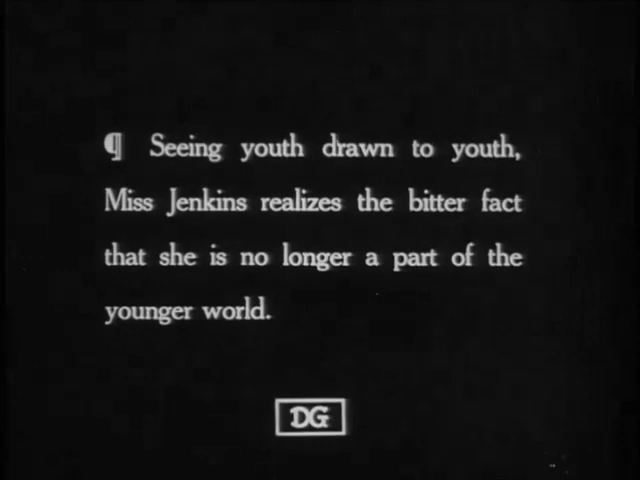 ¶ Seeing youth drawn to youth,
Miss Jenkins realizes the bitter fact
that she is no longer a part of the
younger world.
DG